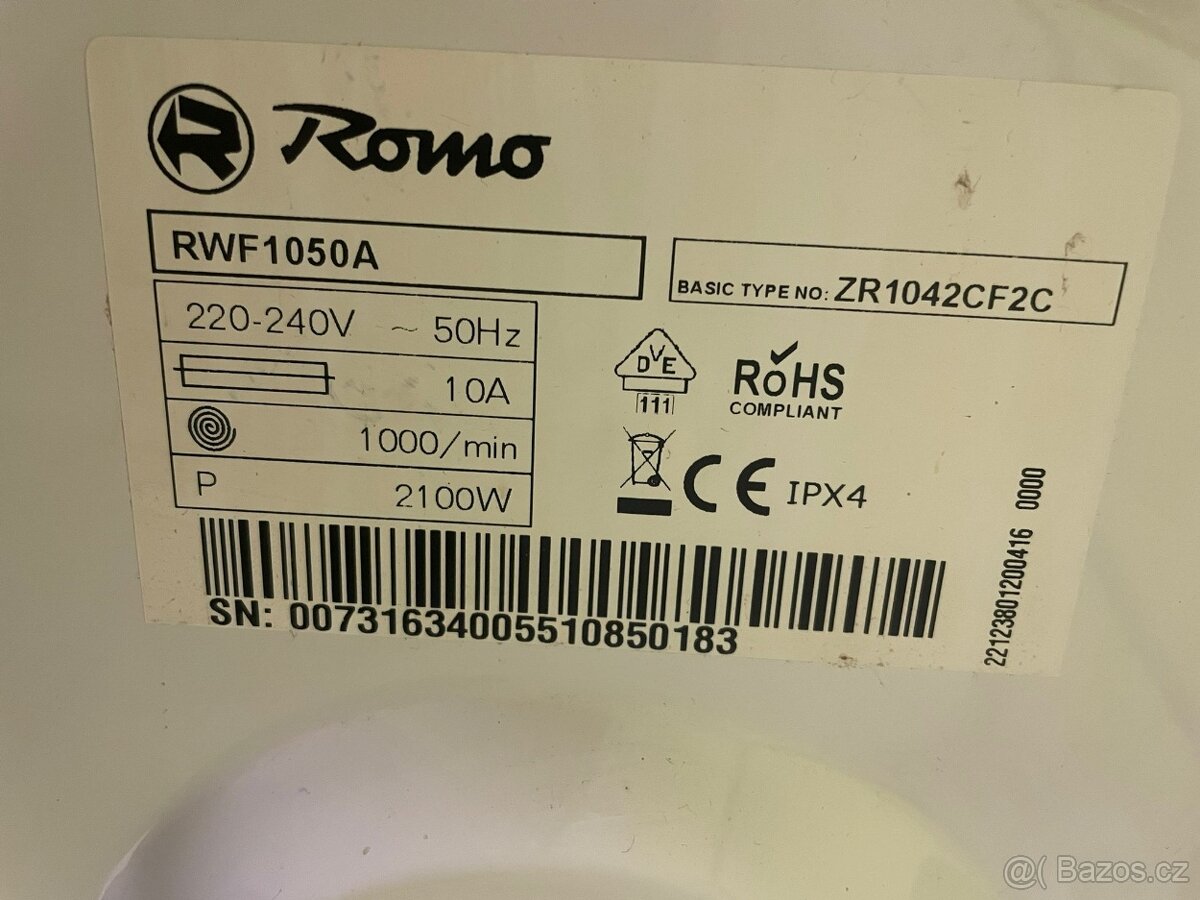 R Romo
RWF1050A
BASIC TYPE NO: ZR1042CF2C
220-240V ~ 50Hz
10A
1000/min
P 2100W
DVE
111
RoHS
COMPLIANT
CE IPX4
SN: 00731634005510850183
22123801200416 0000
@( Bazos.cz